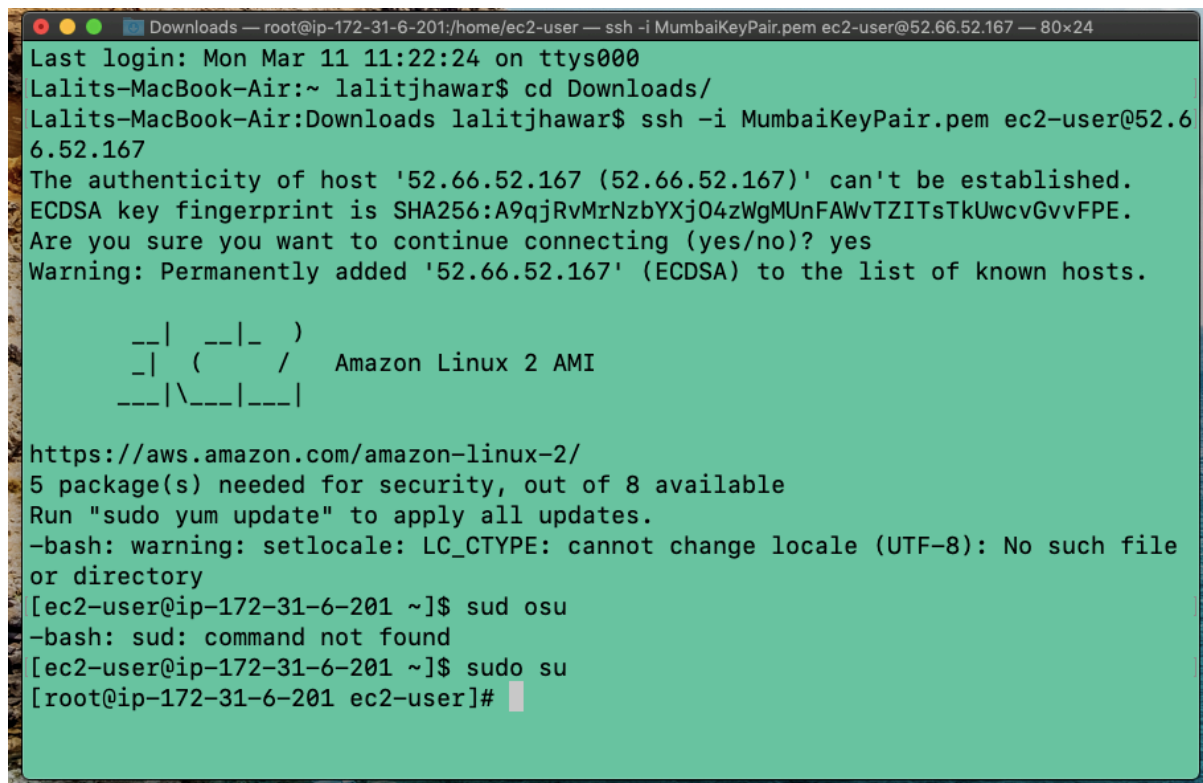 Downloads — root@ip-172-31-6-201:/home/ec2-user — ssh -i MumbaiKeyPair.pem ec2-user@52.66.52.167 — 80×24
Last login: Mon Mar 11 11:22:24 on ttys000
Lalits-MacBook-Air:~ lalitjhawar$ cd Downloads/
Lalits-MacBook-Air:Downloads lalitjhawar$ ssh -i MumbaiKeyPair.pem ec2-user@52.6
6.52.167
The authenticity of host '52.66.52.167 (52.66.52.167)' can't be established.
ECDSA key fingerprint is SHA256:A9qjRvMrNzbYXjO4zWgMUnFAWvTZITsTkUwcvGvvFPE.
Are you sure you want to continue connecting (yes/no)? yes
Warning: Permanently added '52.66.52.167' (ECDSA) to the list of known hosts.
       __|  __|_  )
       _|  (     /   Amazon Linux 2 AMI
      ___|\___|___|
https://aws.amazon.com/amazon-linux-2/
5 package(s) needed for security, out of 8 available
Run "sudo yum update" to apply all updates.
-bash: warning: setlocale: LC_CTYPE: cannot change locale (UTF-8): No such file
or directory
[ec2-user@ip-172-31-6-201 ~]$ sud osu
-bash: sud: command not found
[ec2-user@ip-172-31-6-201 ~]$ sudo su
[root@ip-172-31-6-201 ec2-user]#